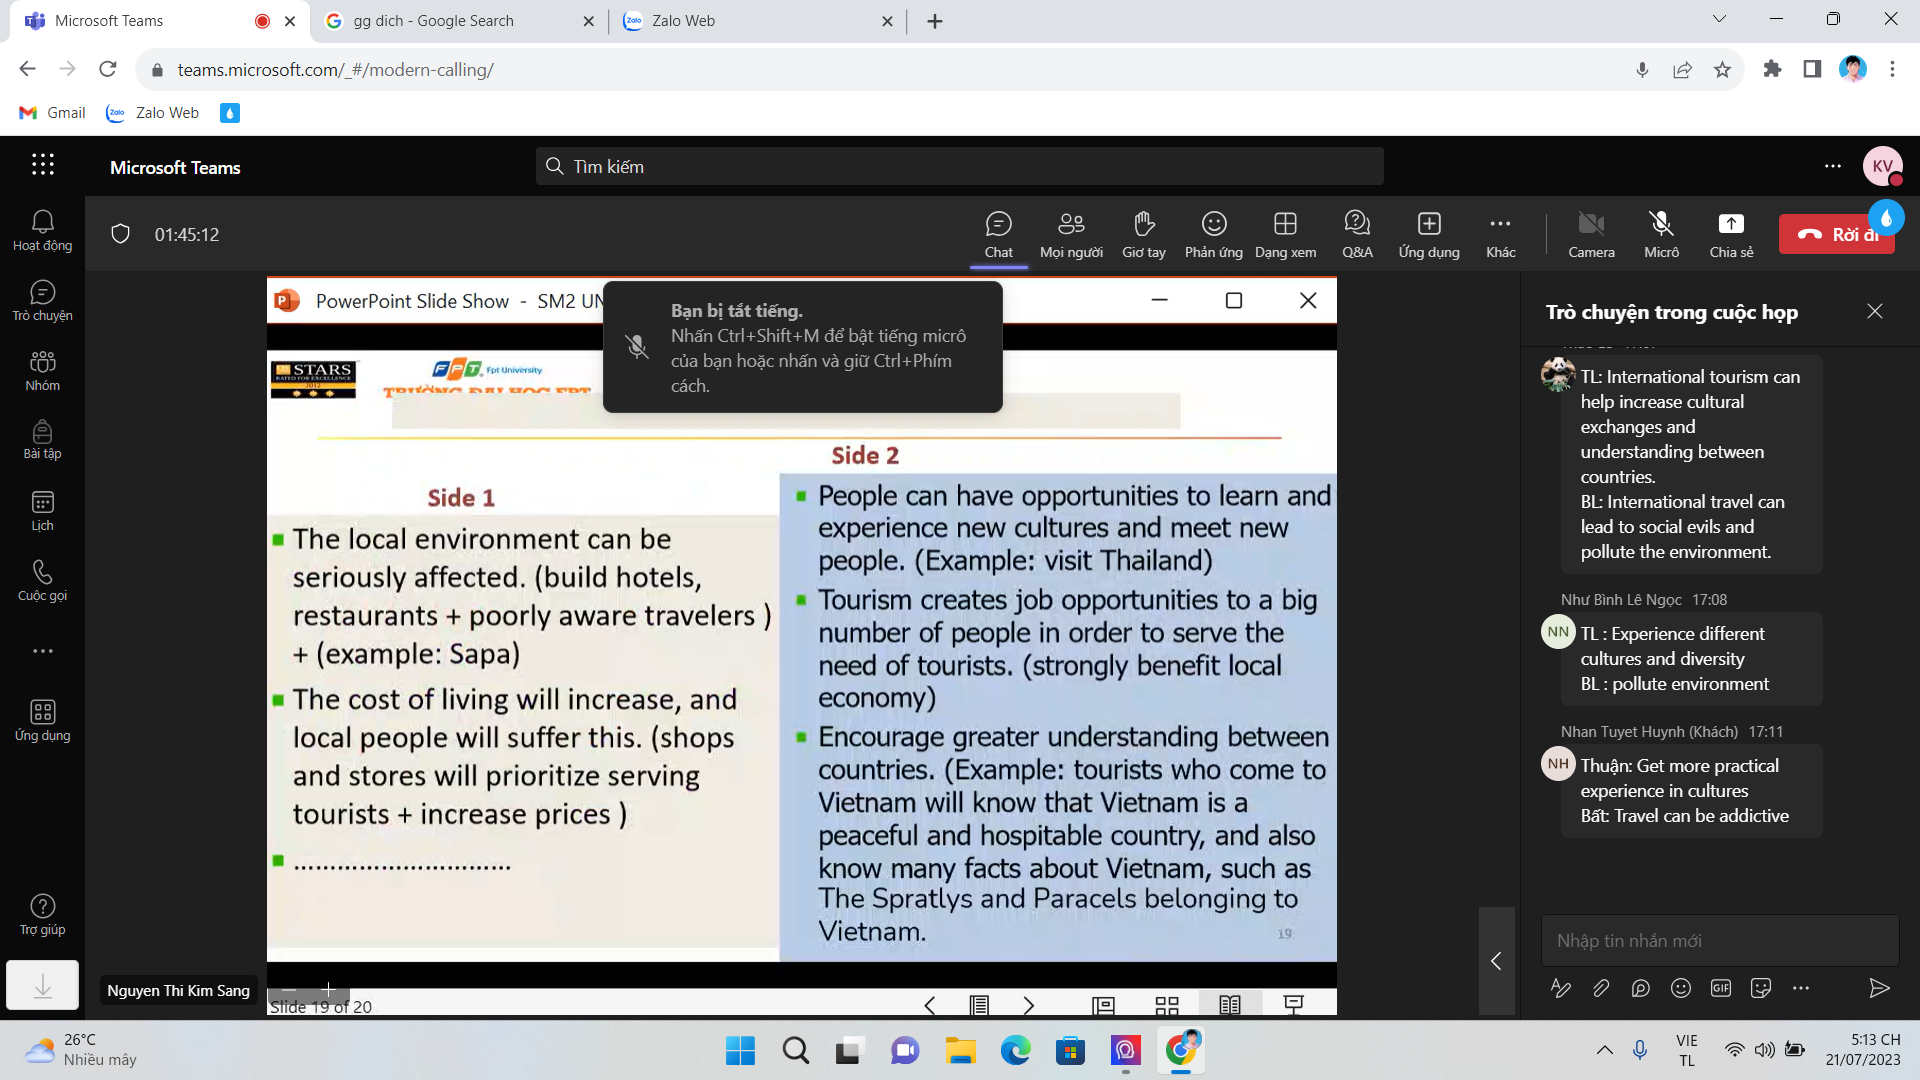 Microsoft Teams
gg dich - Google Search
Zalo Web
teams.microsoft.com/_#/modern-calling/
Gmail
Zalo Web
Microsoft Teams
Tìm kiếm
KV
Hoạt động
Trò chuyện
Nhóm
Bài tập
Lịch
Cuộc gọi
Ứng dụng
Trợ giúp
01:45:12
Chat
Mọi người
Giơ tay
Phản ứng
Dạng xem
Q&A
Ứng dụng
Khác
Camera
Micrô
Chia sẻ
Rời đi
PowerPoint Slide Show - SM2 UN
Bạn bị tắt tiếng.
Nhấn Ctrl+Shift+M để bật tiếng micrô
của bạn hoặc nhấn và giữ Ctrl+Phím
cách.
STARS
RATED FOR EXCELLENCE
2012
FPT. Fpt University
TRƯỜNG ĐẠI HỌC FPT
Side 1
The local environment can be
seriously affected. (build hotels,
restaurants + poorly aware travelers )
+ (example: Sapa)
The cost of living will increase, and
local people will suffer this. (shops
and stores will prioritize serving
tourists + increase prices )
............................
Side 2
People can have opportunities to learn and
experience new cultures and meet new
people. (Example: visit Thailand)
Tourism creates job opportunities to a big
number of people in order to serve the
need of tourists. (strongly benefit local
economy)
Encourage greater understanding between
countries. (Example: tourists who come to
Vietnam will know that Vietnam is a
peaceful and hospitable country, and also
know many facts about Vietnam, such as
The Spratlys and Paracels belonging to
Vietnam.
19
Nguyen Thi Kim Sang
Slide 19 of 20
Trò chuyện trong cuộc họp
TL: International tourism can
help increase cultural
exchanges and
understanding between
countries.
BL: International travel can
lead to social evils and
pollute the environment.
Như Bình Lê Ngọc 17:08
NN
TL : Experience different
cultures and diversity
BL : pollute environment
Nhan Tuyet Huynh (Khách) 17:11
NH
Thuận: Get more practical
experience in cultures
Bất: Travel can be addictive
Nhập tin nhắn mới
GIF
26°C
Nhiều mây
VIE
TL
5:13 CH
21/07/2023